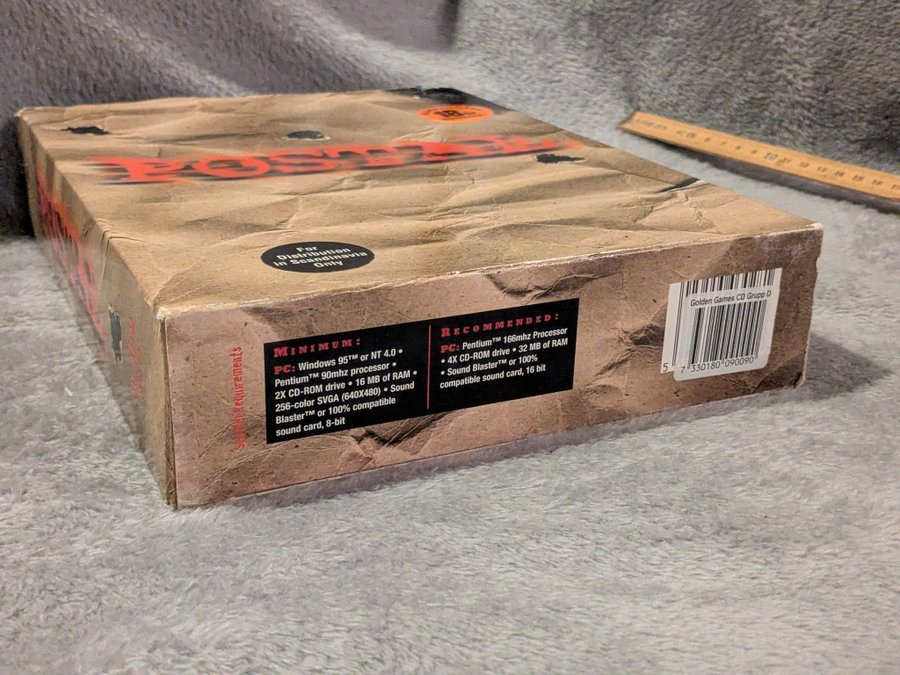 18
POSTAL
For
Distribution
in Scandinavia
Only
System Requirements
MINIMUM:
PC: Windows 95™ or NT 4.0 •
Pentium™ 90mhz processor •
2X CD-ROM drive • 16 MB of RAM •
256-color SVGA (640X480) • Sound
Blaster™ or 100% compatible
sound card, 8-bit
RECOMMENDED:
PC: Pentium™ 166mhz Processor
• 4X CD-ROM drive • 32 MB of RAM
• Sound Blaster™ or 100%
compatible sound card, 16 bit
Golden Games CD Grupp D
5 7 330180 090090